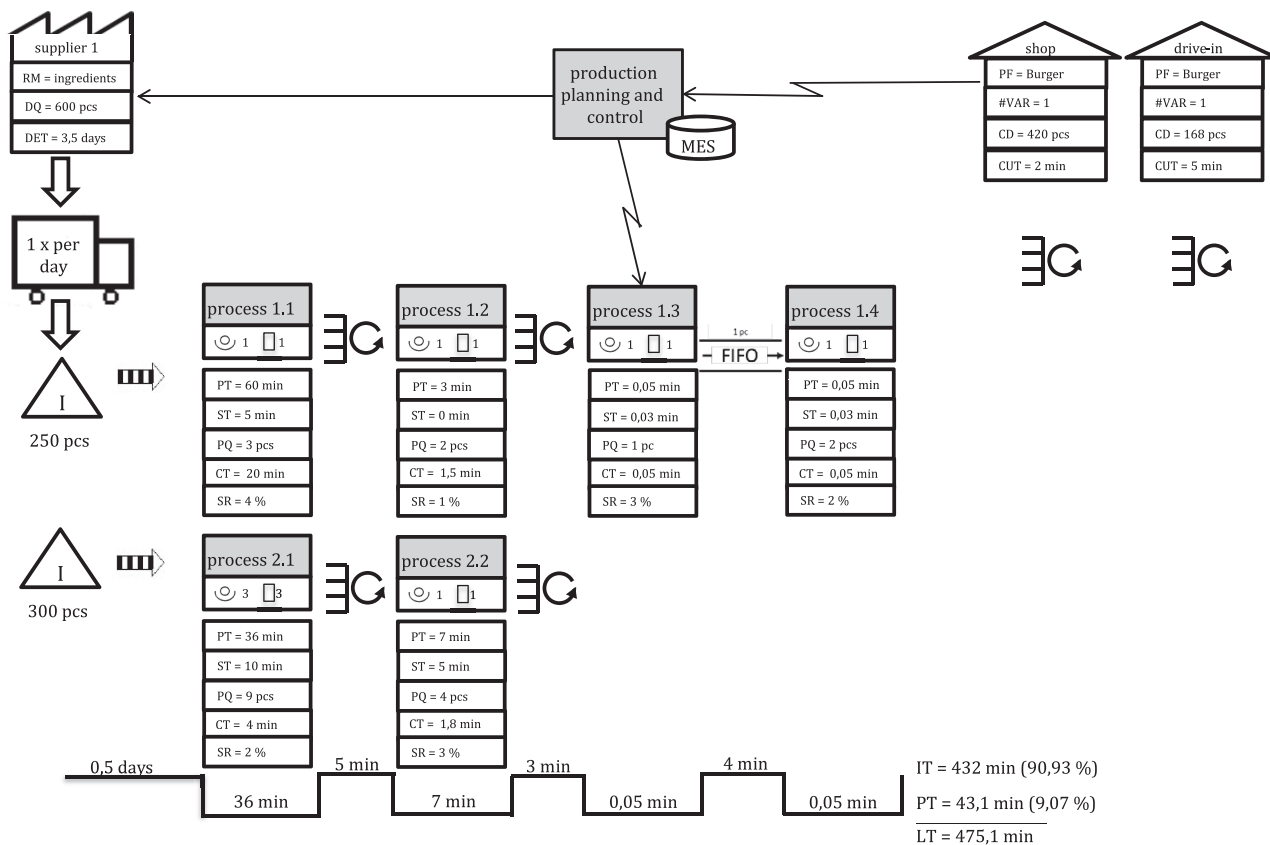 supplier 1
RM = ingredients
DQ = 600 pcs
DET = 3,5 days
production
planning and
control
MES
shop
PF = Burger
#VAR = 1
CD = 420 pcs
CUT = 2 min
drive-in
PF = Burger
#VAR = 1
CD = 168 pcs
CUT = 5 min
1 x per
day
I
250 pcs
process 1.1
1 1
PT = 60 min
ST = 5 min
PQ = 3 pcs
CT = 20 min
SR = 4 %
process 1.2
1 1
PT = 3 min
ST = 0 min
PQ = 2 pcs
CT = 1,5 min
SR = 1 %
process 1.3
1 1
PT = 0,05 min
ST = 0,03 min
PQ = 1 pc
CT = 0,05 min
SR = 3 %
1 pc
FIFO
process 1.4
1 1
PT = 0,05 min
ST = 0,03 min
PQ = 2 pcs
CT = 0,05 min
SR = 2 %
I
300 pcs
process 2.1
3 3
PT = 36 min
ST = 10 min
PQ = 9 pcs
CT = 4 min
SR = 2 %
process 2.2
1 1
PT = 7 min
ST = 5 min
PQ = 4 pcs
CT = 1,8 min
SR = 3 %
0,5 days
36 min
5 min
7 min
3 min
0,05 min
4 min
0,05 min
IT = 432 min (90,93 %)
PT = 43,1 min (9,07 %)
LT = 475,1 min